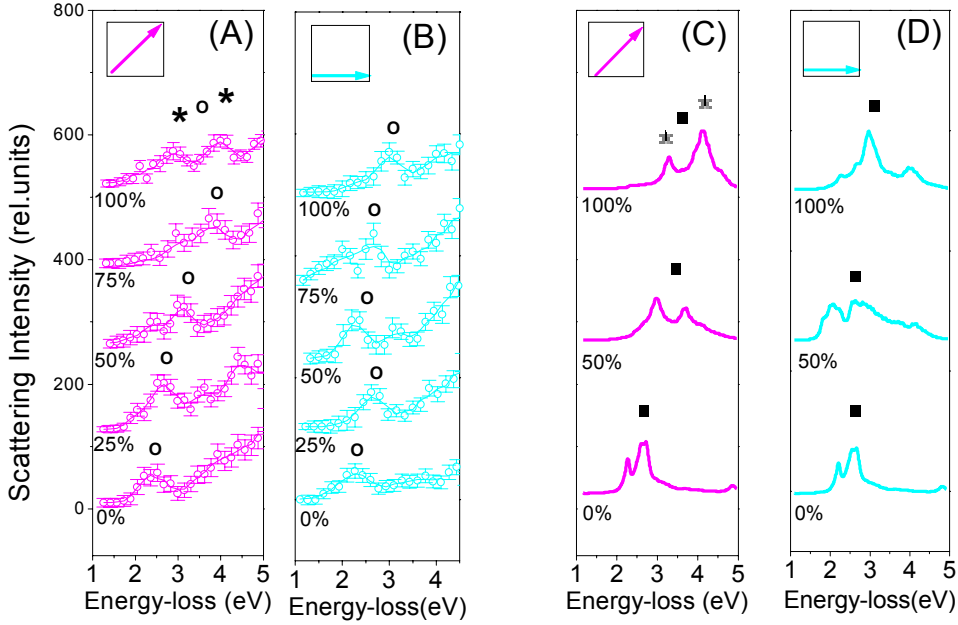 800
(A)
(B)
(C)
(D)
*
o
*
o
600
100%
o
100%
o
100%
100%
400
75%
o
75%
o
50%
o
50%
o
50%
50%
200
25%
o
25%
o
0
0%
0%
0%
0%
Scattering Intensity (rel.units)
1 2 3 4 5
1 2 3 4
1 2 3 4 5
1 2 3 4 5
Energy-loss (eV)
Energy-loss(eV)
Energy-loss (eV)
Energy-loss(eV)